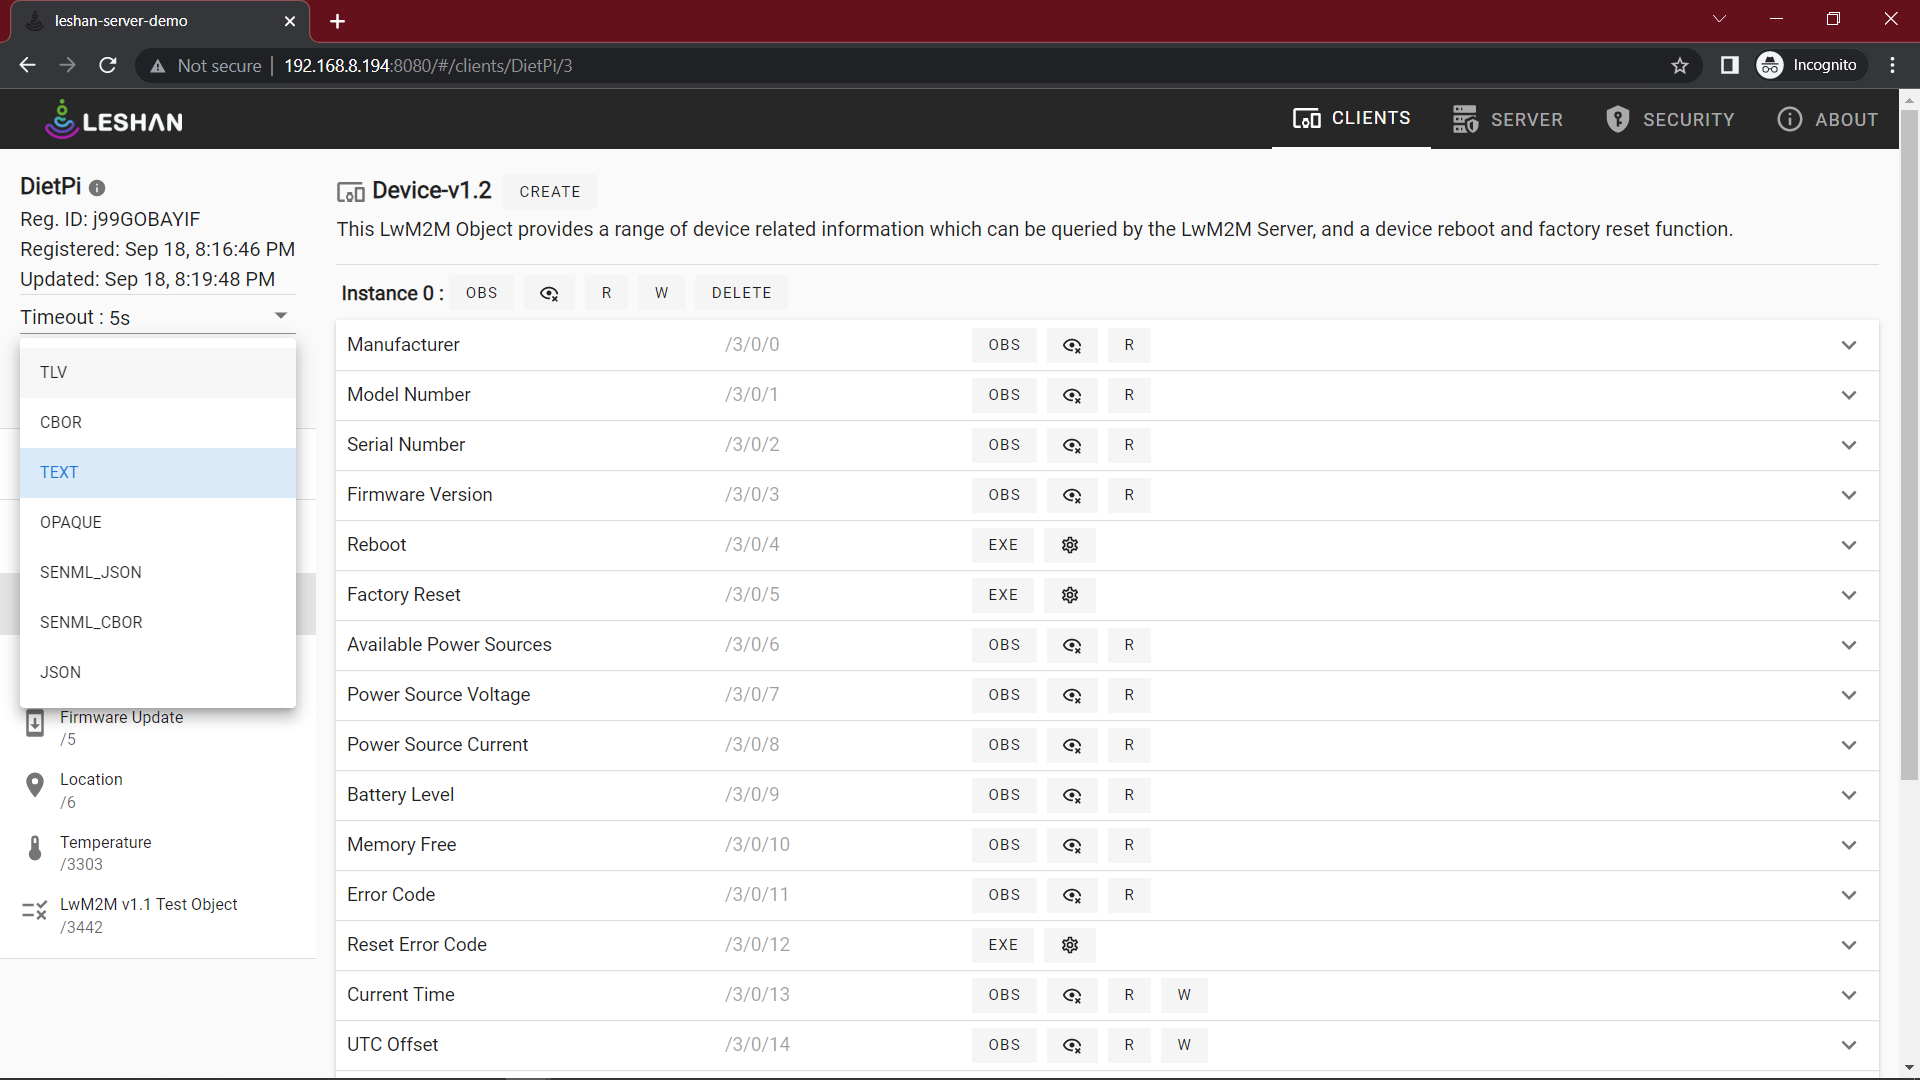 leshan-server-demo
Not secure 192.168.8.194:8080/#/clients/DietPi/3 Incognito
LESHAN CLIENTS SERVER SECURITY ABOUT
DietPi
Reg. ID: j99GOBAYIF
Registered: Sep 18, 8:16:46 PM
Updated: Sep 18, 8:19:48 PM
Timeout : 5s
TLV
CBOR
TEXT
OPAQUE
SENML_JSON
SENML_CBOR
JSON
Firmware Update
/5
Location
/6
Temperature
/3303
LwM2M v1.1 Test Object
/3442
Device-v1.2 CREATE
This LwM2M Object provides a range of device related information which can be queried by the LwM2M Server, and a device reboot and factory reset function.
Instance 0 : OBS R W DELETE
Manufacturer /3/0/0 OBS R
Model Number /3/0/1 OBS R
Serial Number /3/0/2 OBS R
Firmware Version /3/0/3 OBS R
Reboot /3/0/4 EXE
Factory Reset /3/0/5 EXE
Available Power Sources /3/0/6 OBS R
Power Source Voltage /3/0/7 OBS R
Power Source Current /3/0/8 OBS R
Battery Level /3/0/9 OBS R
Memory Free /3/0/10 OBS R
Error Code /3/0/11 OBS R
Reset Error Code /3/0/12 EXE
Current Time /3/0/13 OBS R W
UTC Offset /3/0/14 OBS R W